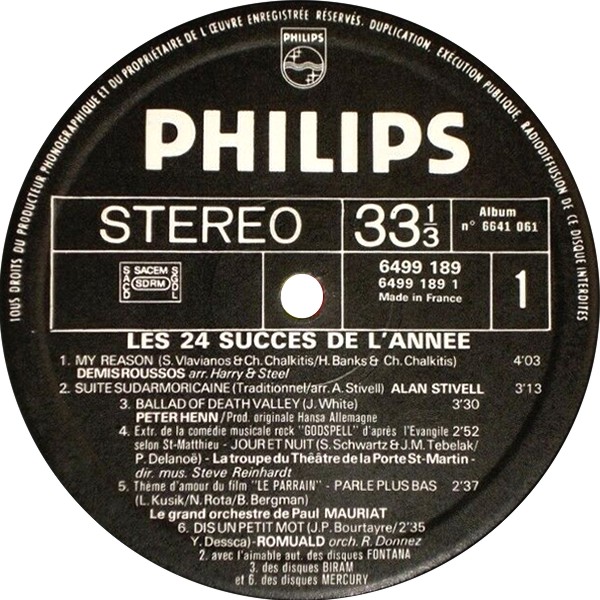 TOUS DROITS DU PRODUCTEUR PHONOGRAPHIQUE ET DU PROPRIÉTAIRE DE L'ŒUVRE ENREGISTRÉE RÉSERVÉS. DUPLICATION, EXÉCUTION PUBLIQUE, RADIODIFFUSION DE CE DISQUE INTERDITES
PHILIPS
PHILIPS
STEREO
33 1/3
Album
n° 6641 061
SACEM
SACD
SDRM
SGDL
6499 189
6499 189 1
Made in France
1
LES 24 SUCCES DE L'ANNEE
1. MY REASON (S. Vlavianos & Ch. Chalkitis/H. Banks & Ch. Chalkitis) 4'03
DEMIS ROUSSOS arr. Harry & Steel
2. SUITE SUDARMORICAINE (Traditionnel/arr. A. Stivell) ALAN STIVELL 3'13
3. BALLAD OF DEATH VALLEY (J. White) 3'30
PETER HENN/Prod. originale Hansa Allemagne
4. Extr. de la comédie musicale rock "GODSPELL" d'après l'Evangile 2'52
selon St-Matthieu - JOUR ET NUIT (S. Schwartz & J.M. Tebelak/
P. Delanoë) - La troupe du Théâtre de la Porte St-Martin -
dir. mus. Steve Reinhardt
5. Thème d'amour du film "LE PARRAIN" - PARLE PLUS BAS 2'37
(L. Kusik/N. Rota/B. Bergman)
Le grand orchestre de Paul MAURIAT
6. DIS UN PETIT MOT (J.P. Bourtayre/ 2'35
Y. Dessca) - ROMUALD orch. R. Donnez
2. avec l'aimable aut. des disques FONTANA
3. des disques BIRAM
et 6. des disques MERCURY